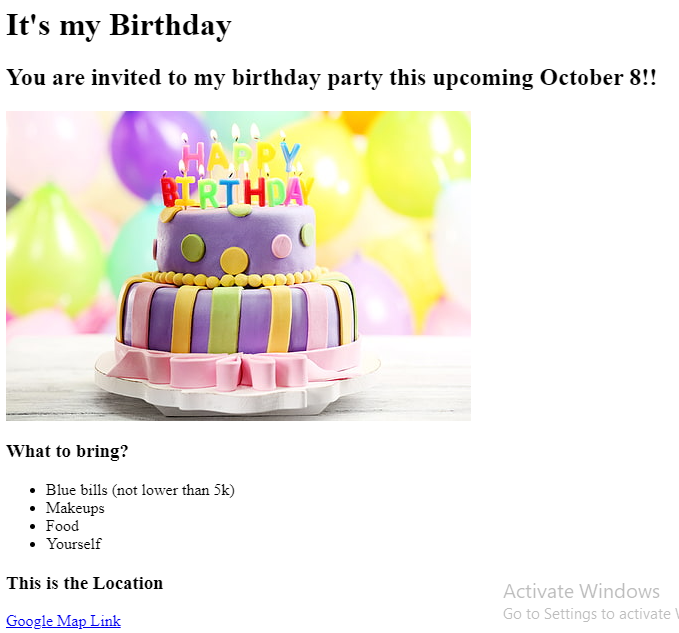 It's my Birthday
You are invited to my birthday party this upcoming October 8!!
HAPPY
BIRTHDAY
What to bring?
Blue bills (not lower than 5k)
Makeups
Food
Yourself
This is the Location
Google Map Link
Activate Windows
Go to Settings to activate